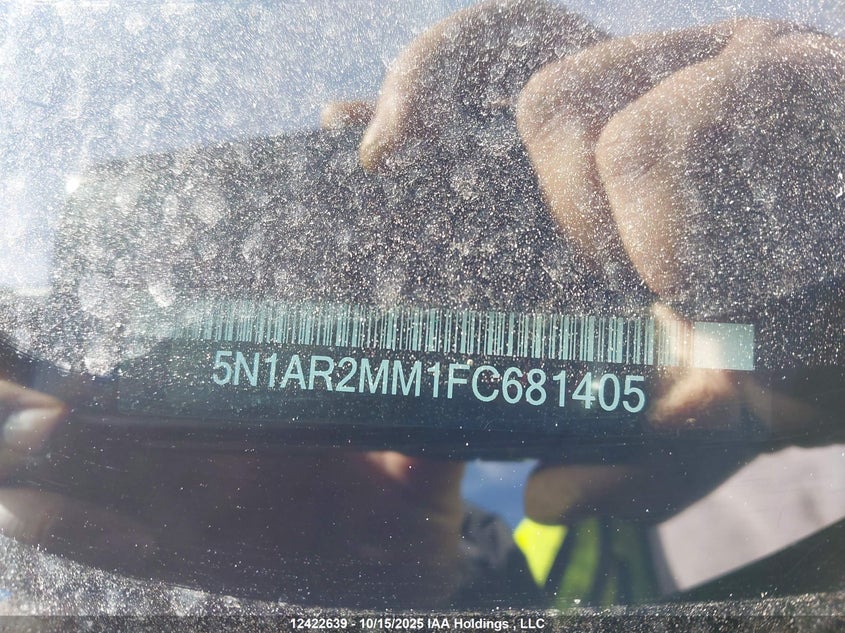 5N1AR2MM1FC681405
12422639 - 10/15/2025 IAA Holdings , LLC